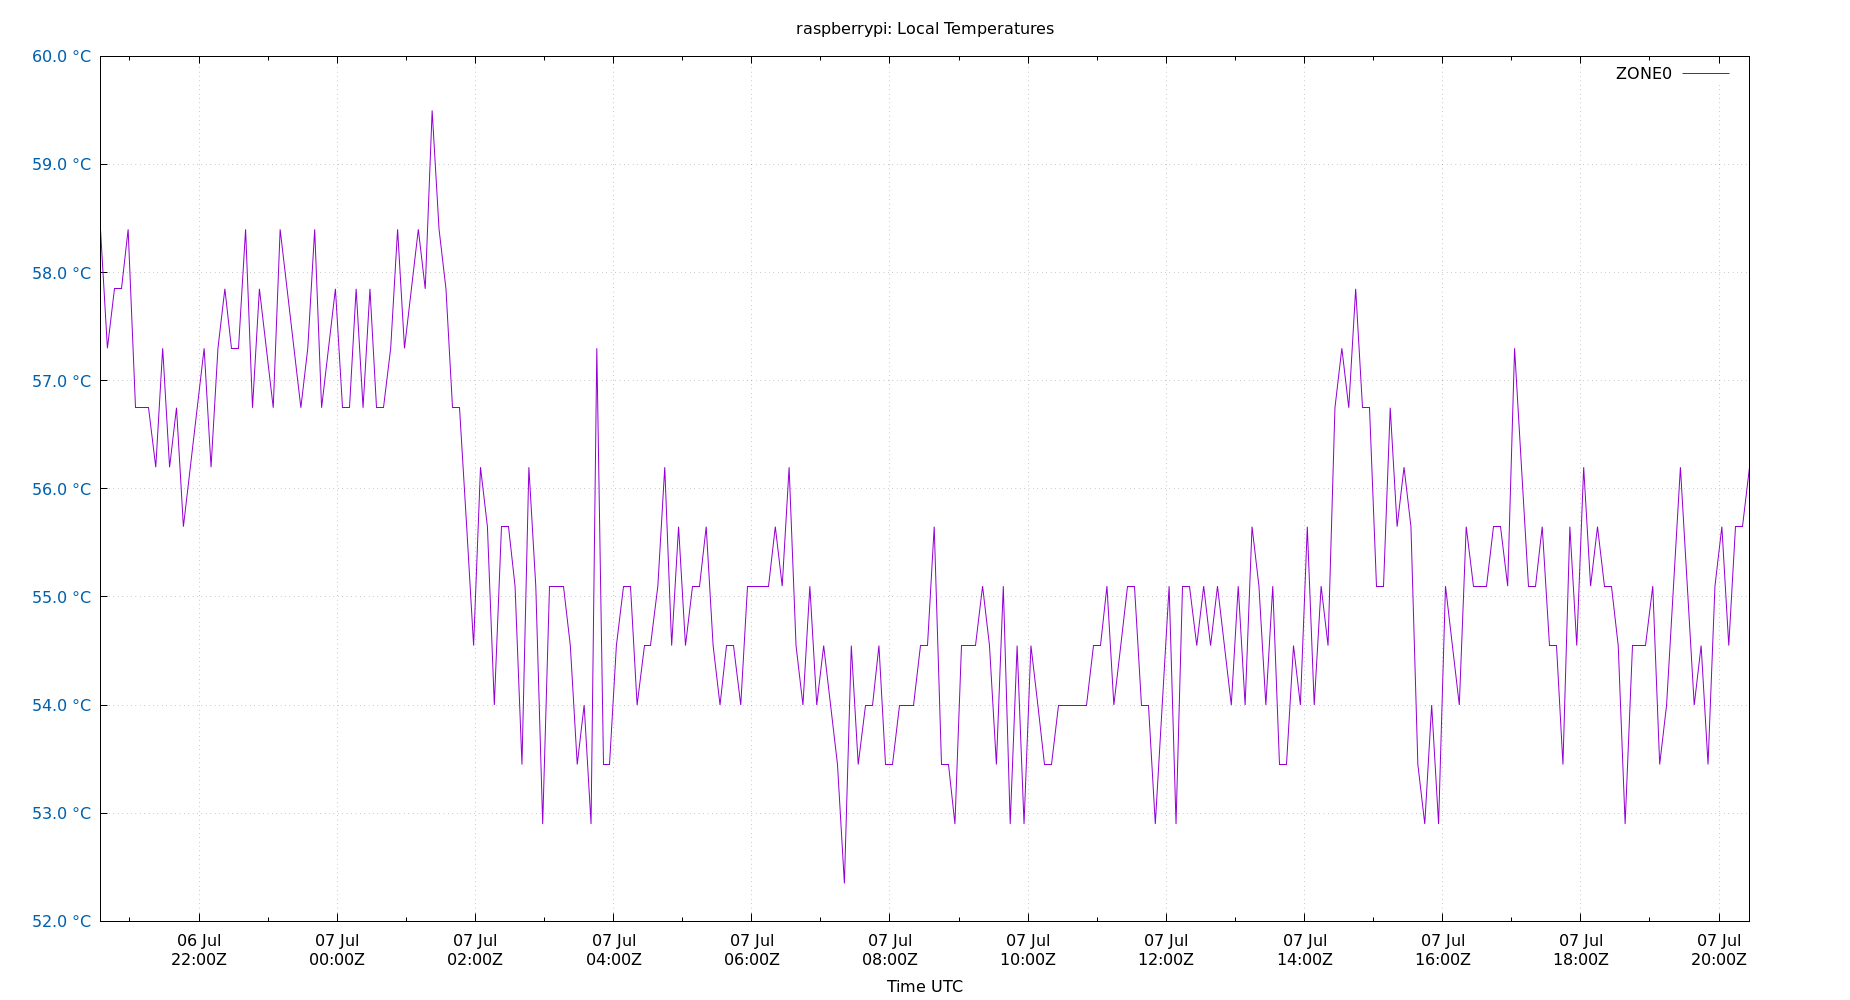 raspberrypi: Local Temperatures
60.0 °C
59.0 °C
58.0 °C
57.0 °C
56.0 °C
55.0 °C
54.0 °C
53.0 °C
52.0 °C
ZONE0
06 Jul
22:00Z
07 Jul
00:00Z
07 Jul
02:00Z
07 Jul
04:00Z
07 Jul
06:00Z
07 Jul
08:00Z
07 Jul
10:00Z
07 Jul
12:00Z
07 Jul
14:00Z
07 Jul
16:00Z
07 Jul
18:00Z
07 Jul
20:00Z
Time UTC